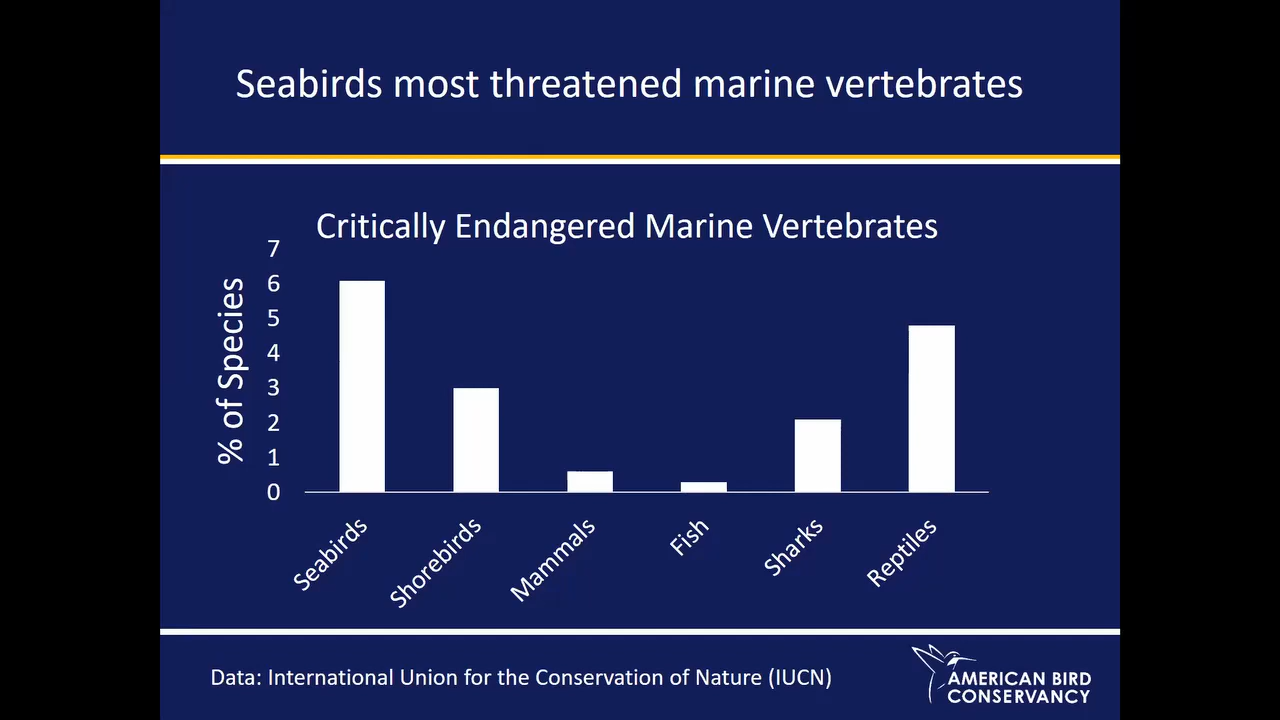 Seabirds most threatened marine vertebrates
Critically Endangered Marine Vertebrates
% of Species
7
6
5
4
3
2
1
0
Seabirds
Shorebirds
Mammals
Fish
Sharks
Reptiles
Data: International Union for the Conservation of Nature (IUCN)
AMERICAN BIRD
CONSERVANCY